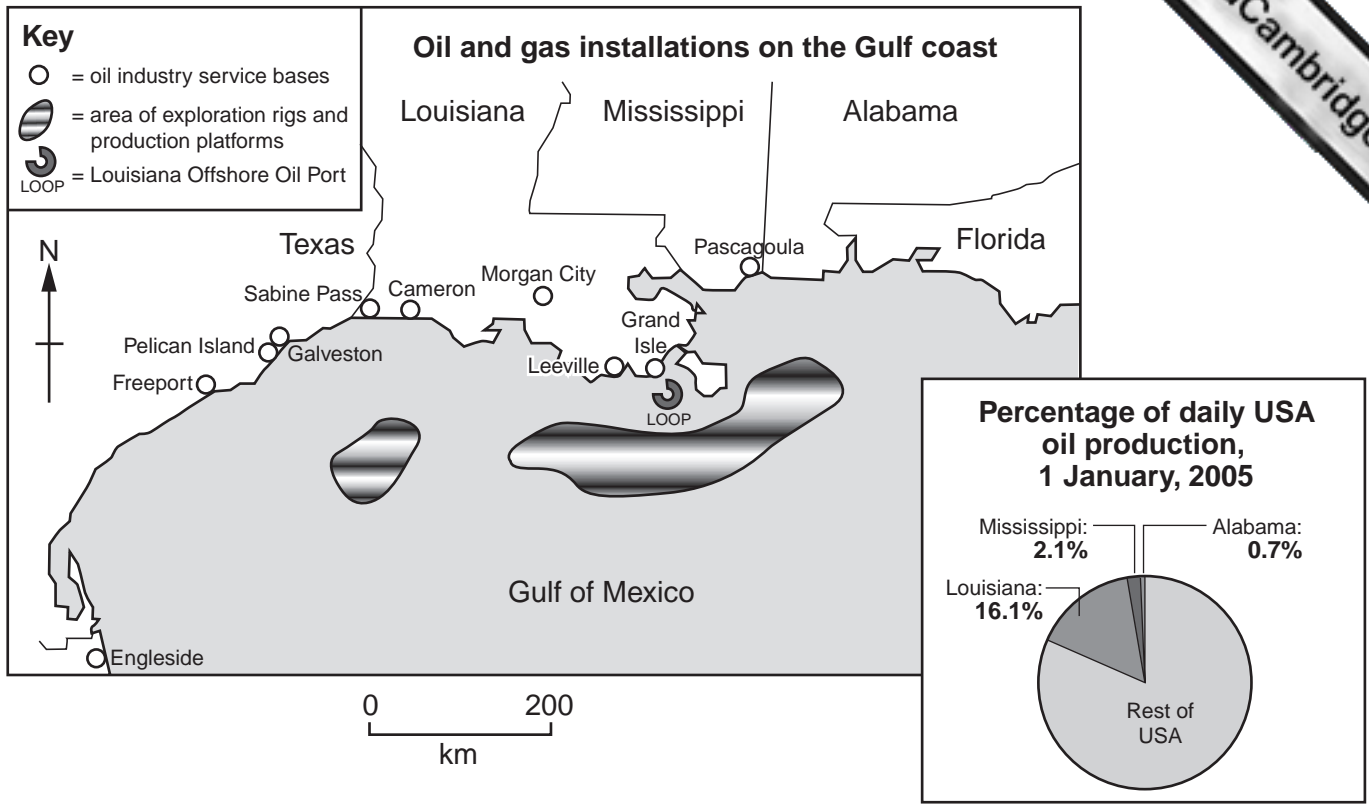 Key
= oil industry service bases
= area of exploration rigs and
production platforms
LOOP
= Louisiana Offshore Oil Port
Oil and gas installations on the Gulf coast
Louisiana
Mississippi
Alabama
Texas
Florida
N
Pascagoula
Morgan City
Sabine Pass
Cameron
Grand
Isle
Pelican Island
Galveston
Leeville
Freeport
LOOP
Gulf of Mexico
Engleside
0
200
km
Percentage of daily USA
oil production,
1 January, 2005
Mississippi:
2.1%
Alabama:
0.7%
Louisiana:
16.1%
Rest of
USA